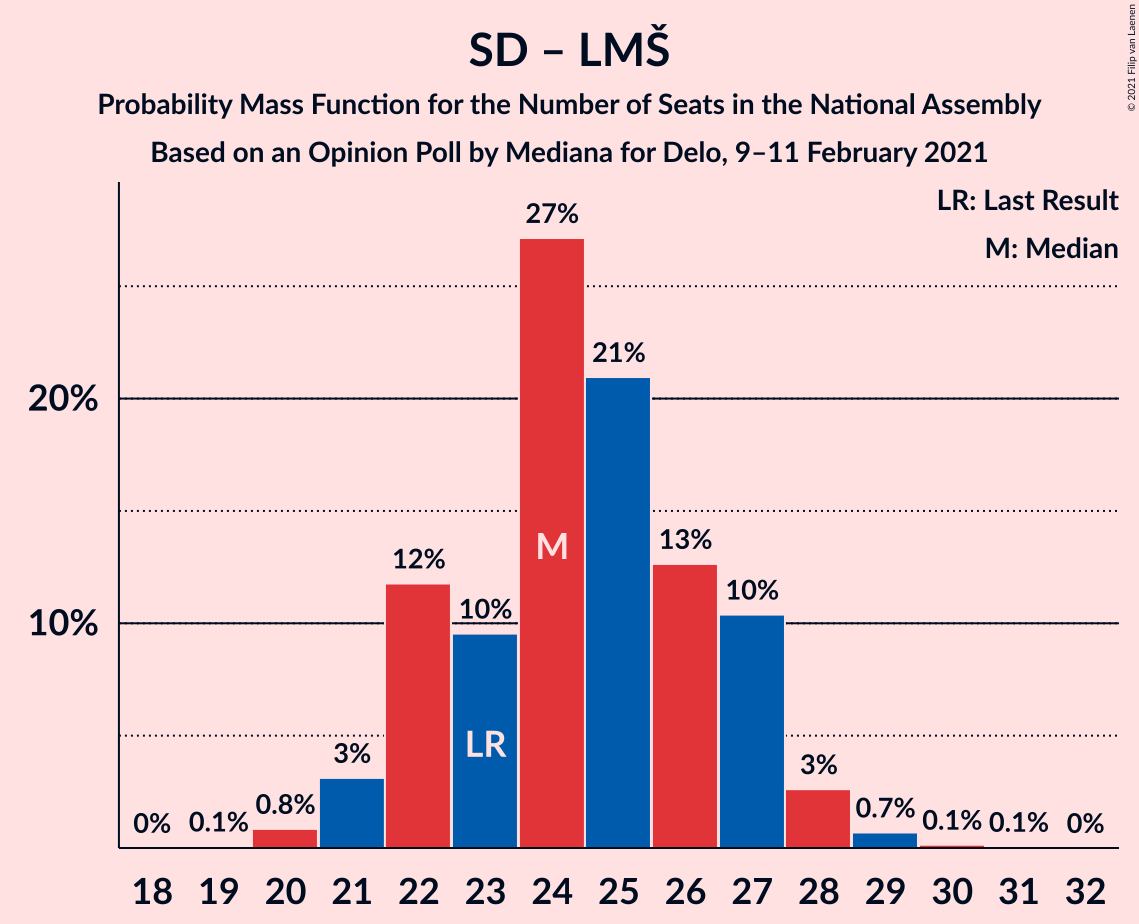 SD – LMŠ
Probability Mass Function for the Number of Seats in the National Assembly
Based on an Opinion Poll by Mediana for Delo, 9–11 February 2021
© 2021 Filip van Laenen
LR: Last Result
M: Median
27%
21%
20%
13%
M
12%
10%
10%
10%
LR
3%
3%
0% 0.1% 0.8% 0.7% 0.1% 0.1% 0%
18 19 20 21 22 23 24 25 26 27 28 29 30 31 32